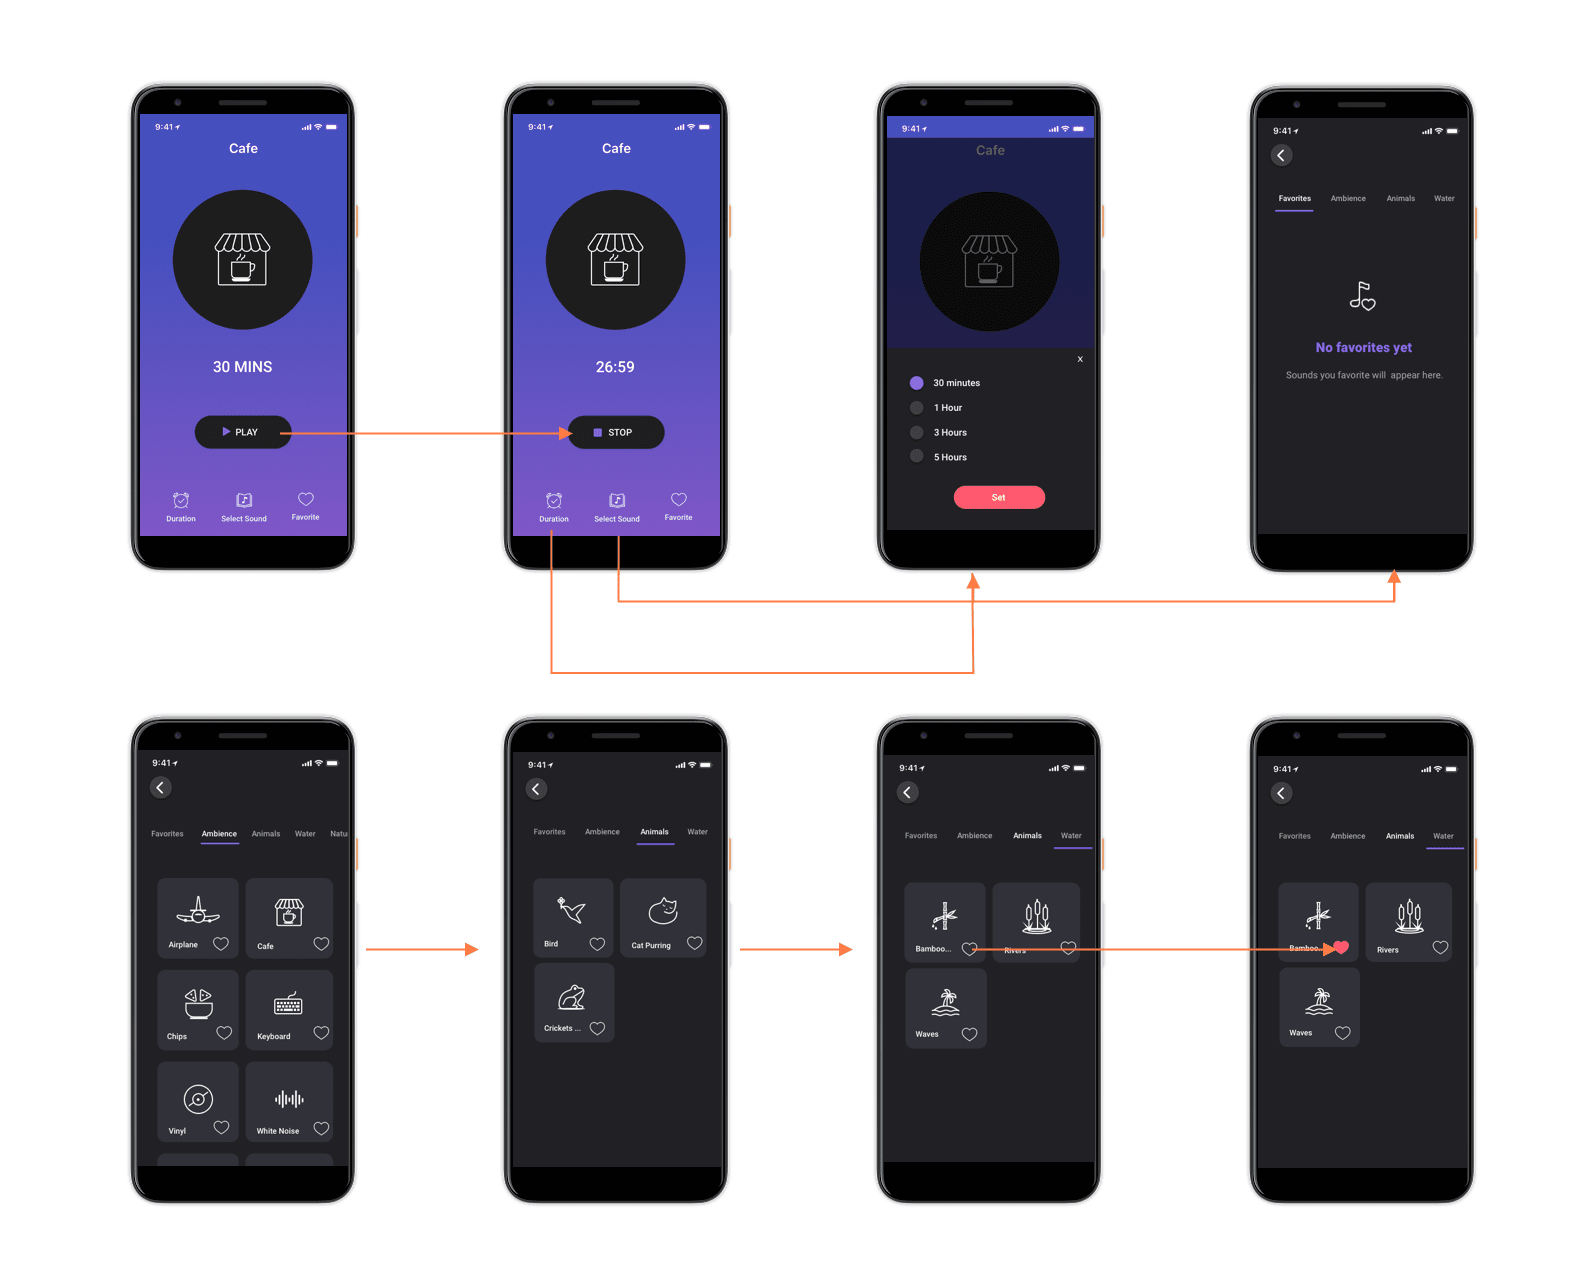 9:41
Cafe
30 MINS
PLAY
Duration
Select Sound
Favorite
9:41
Cafe
26:59
STOP
Duration
Select Sound
Favorite
9:41
Cafe
x
30 minutes
1 Hour
3 Hours
5 Hours
Set
9:41
Favorites Ambience Animals Water
No favorites yet
Sounds you favorite will appear here.
9:41
Favorites Ambience Animals Water Natu
Airplane Cafe
Chips Keyboard
Vinyl White Noise
9:41
Favorites Ambience Animals Water
Bird Cat Purring
Crickets ...
9:41
Favorites Ambience Animals Water
Bamboo... Rivers
Waves
9:41
Favorites Ambience Animals Water
Bamboo... Rivers
Waves